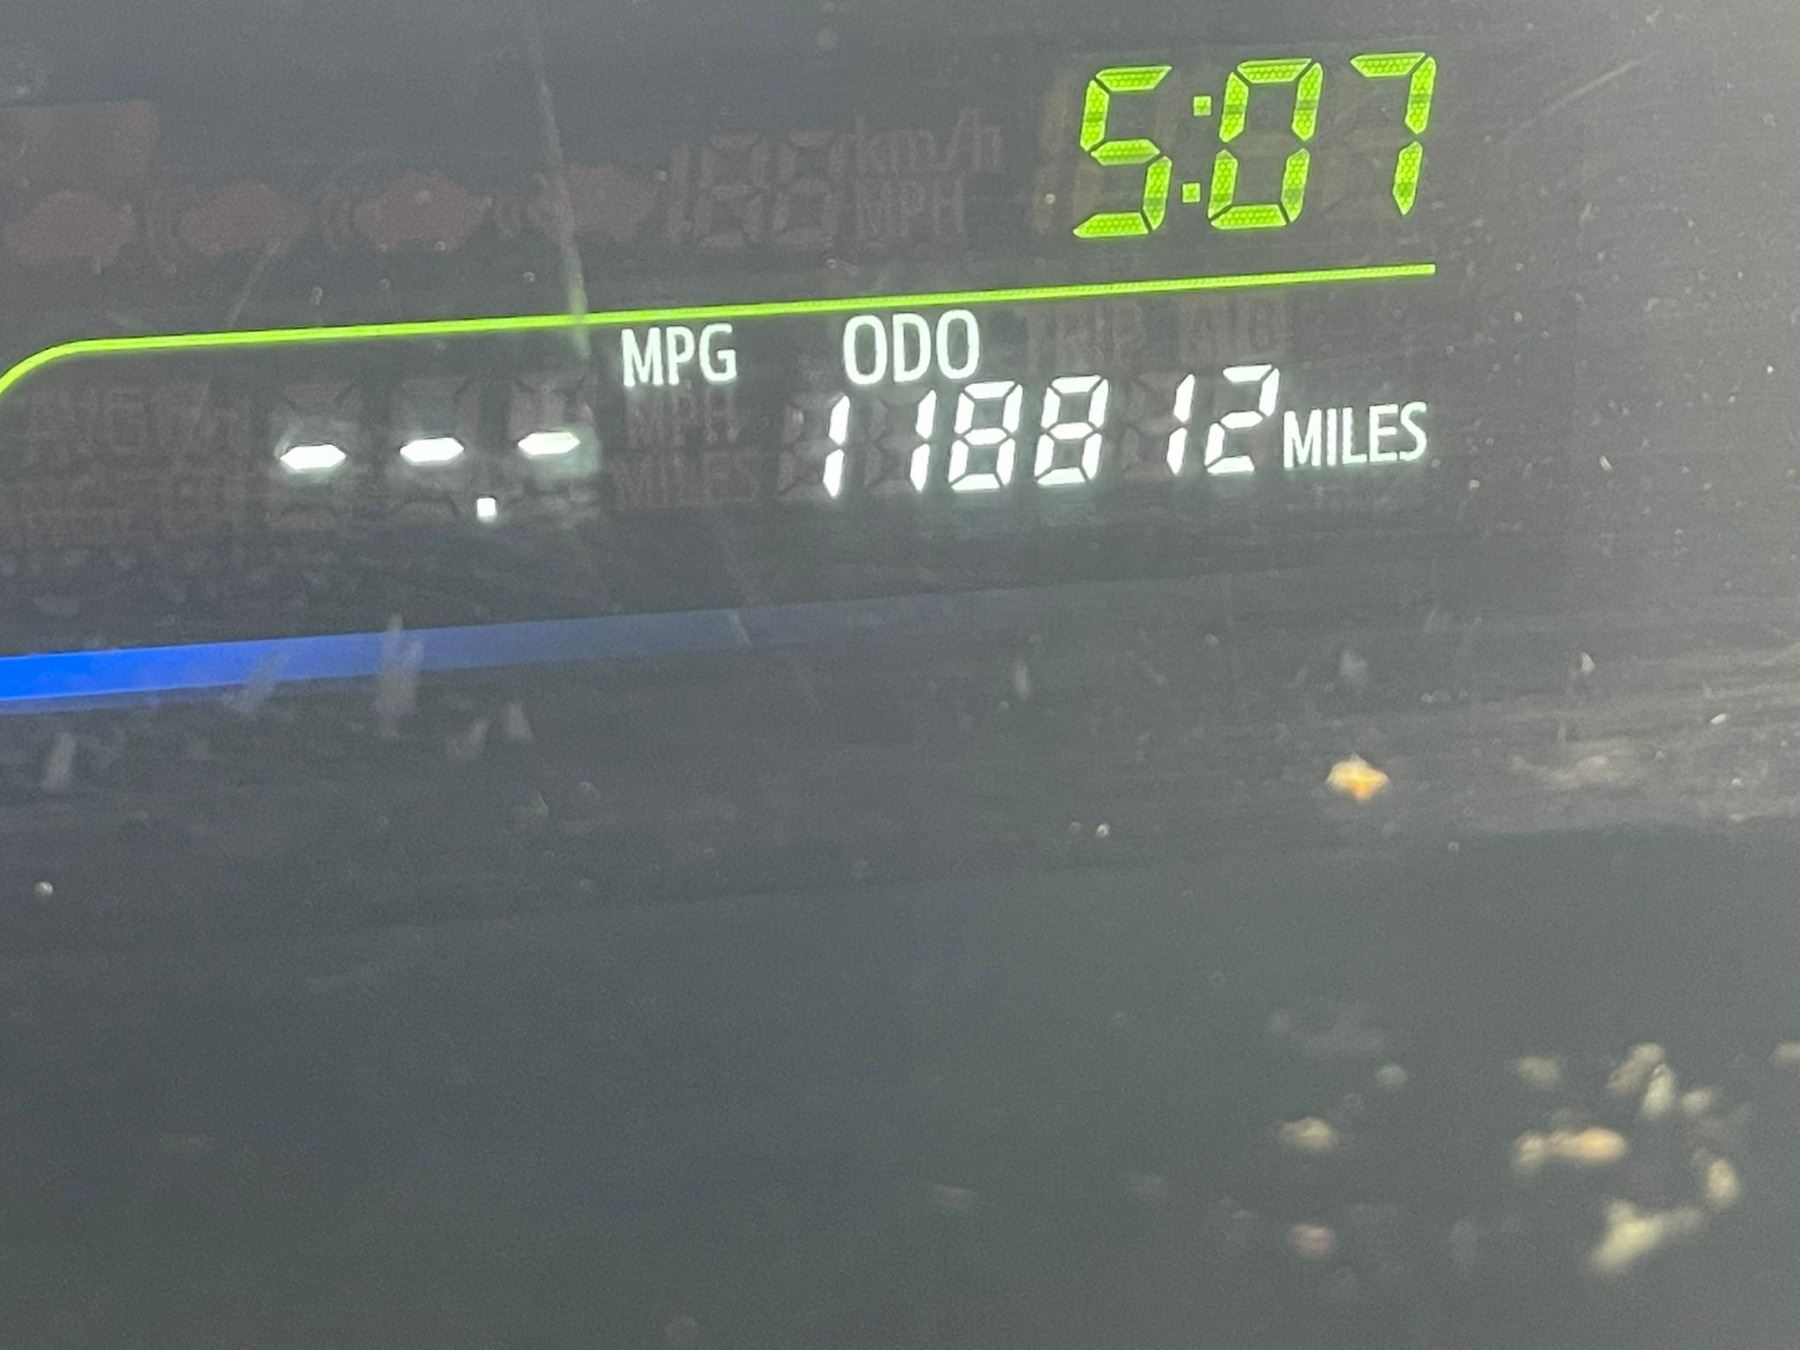 5:07
MPG ODO
--.- 118812 MILES